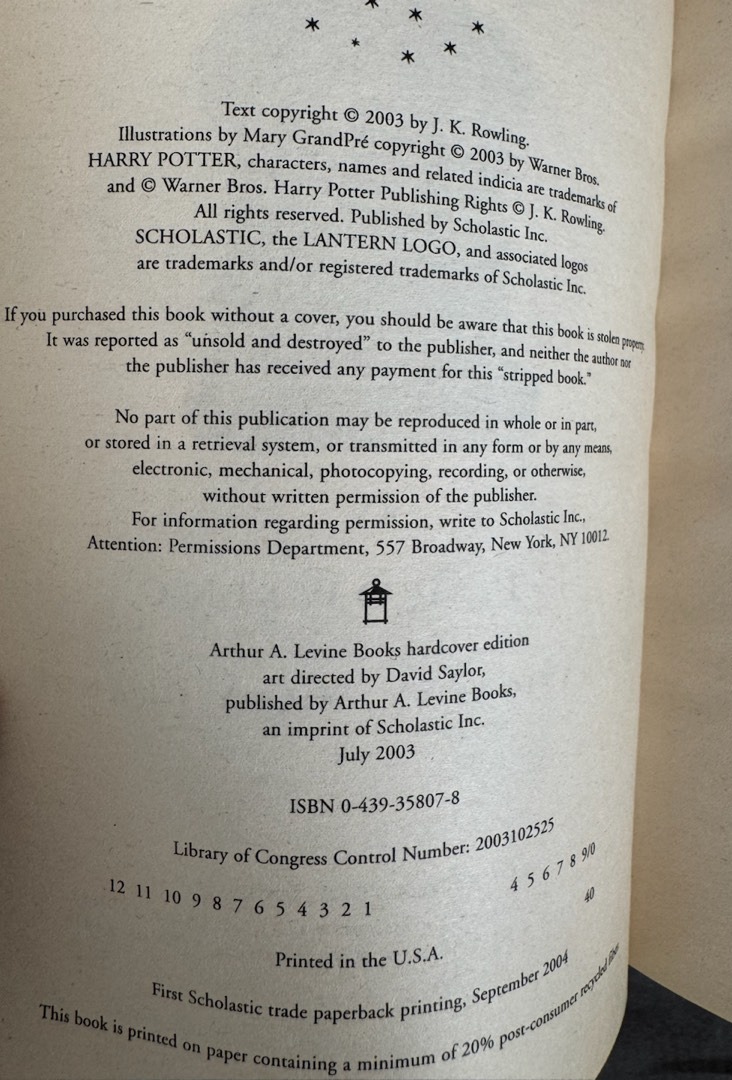 Text copyright © 2003 by J. K. Rowling.
Illustrations by Mary GrandPré copyright © 2003 by Warner Bros.
HARRY POTTER, characters, names and related indicia are trademarks of
and © Warner Bros. Harry Potter Publishing Rights © J. K. Rowling.
All rights reserved. Published by Scholastic Inc.
SCHOLASTIC, the LANTERN LOGO, and associated logos
are trademarks and/or registered trademarks of Scholastic Inc.
If you purchased this book without a cover, you should be aware that this book is stolen property.
It was reported as “unsold and destroyed” to the publisher, and neither the author nor
the publisher has received any payment for this “stripped book.”
No part of this publication may be reproduced in whole or in part,
or stored in a retrieval system, or transmitted in any form or by any means,
electronic, mechanical, photocopying, recording, or otherwise,
without written permission of the publisher.
For information regarding permission, write to Scholastic Inc.,
Attention: Permissions Department, 557 Broadway, New York, NY 10012.
Arthur A. Levine Books hardcover edition
art directed by David Saylor,
published by Arthur A. Levine Books,
an imprint of Scholastic Inc.
July 2003
ISBN 0-439-35807-8
Library of Congress Control Number: 2003102525
12 11 10 9 8 7 6 5 4 3 2 1 4 5 6 7 8 9/0
40
Printed in the U.S.A.
First Scholastic trade paperback printing, September 2004
This book is printed on paper containing a minimum of 20% post-consumer recycled fiber.